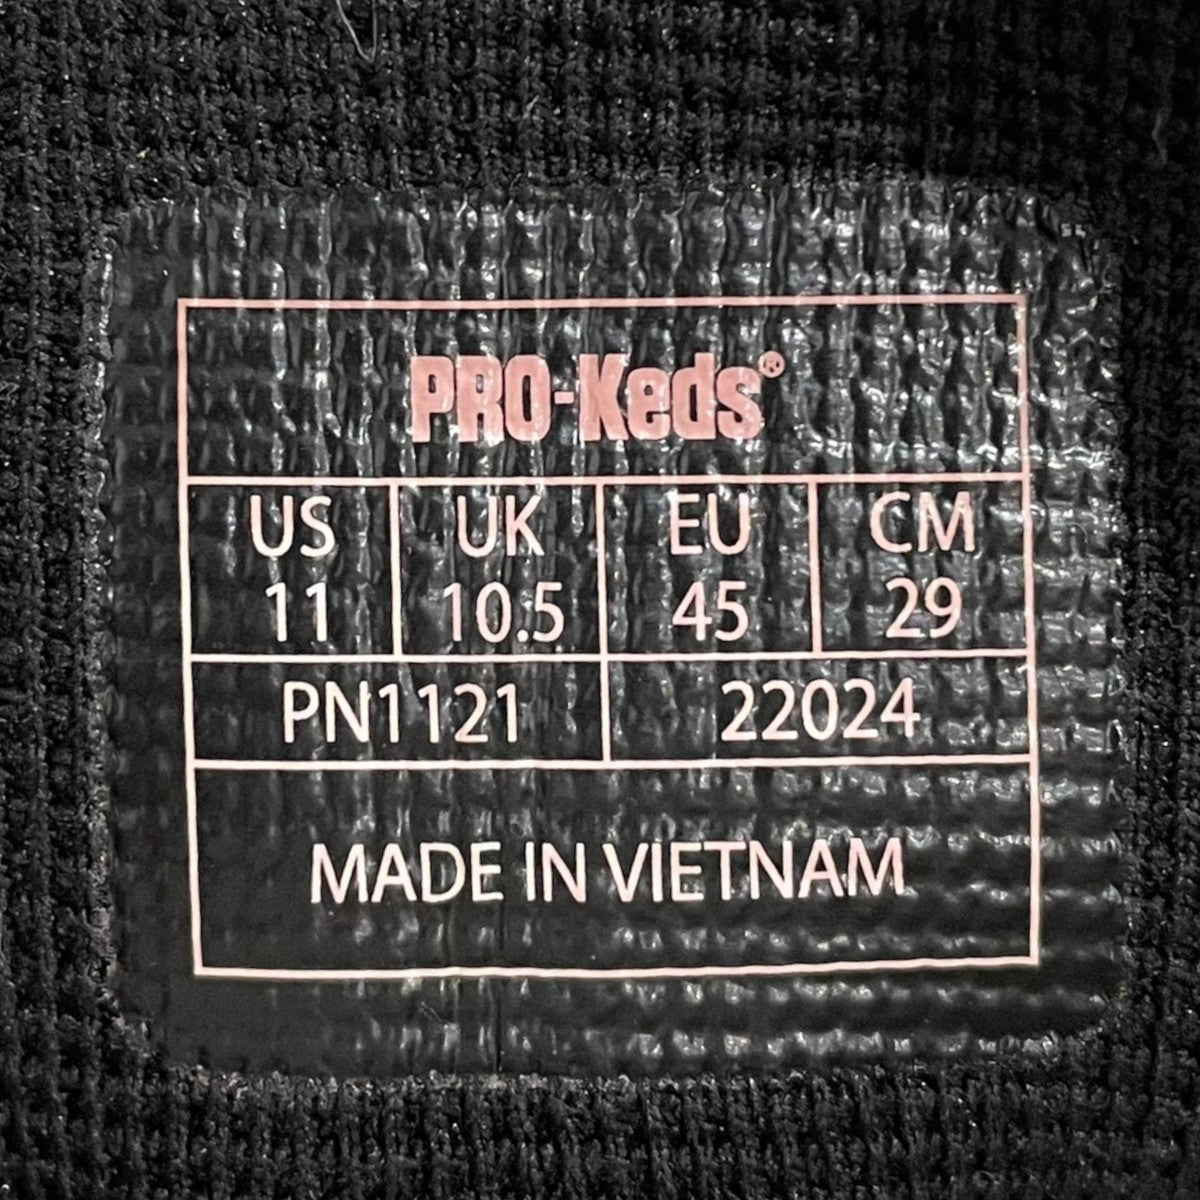 PRO-Keds®
US UK EU CM
11 10.5 45 29
PN1121 22024
MADE IN VIETNAM